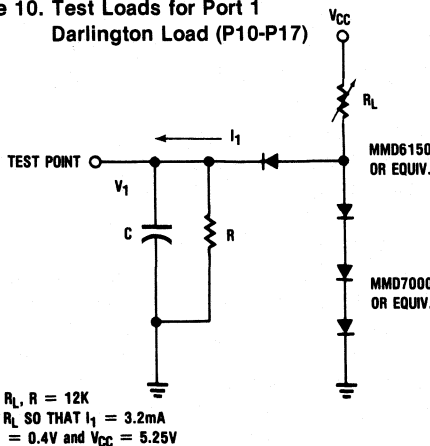 10. Test Loads for Port 1
Darlington Load (P10-P17)
VCC
RL
I1
TEST POINT
MMD6150
OR EQUIV.
V1
C
R
MMD7000
OR EQUIV.
RL, R = 12K
RL SO THAT I1 = 3.2mA
= 0.4V and VCC = 5.25V